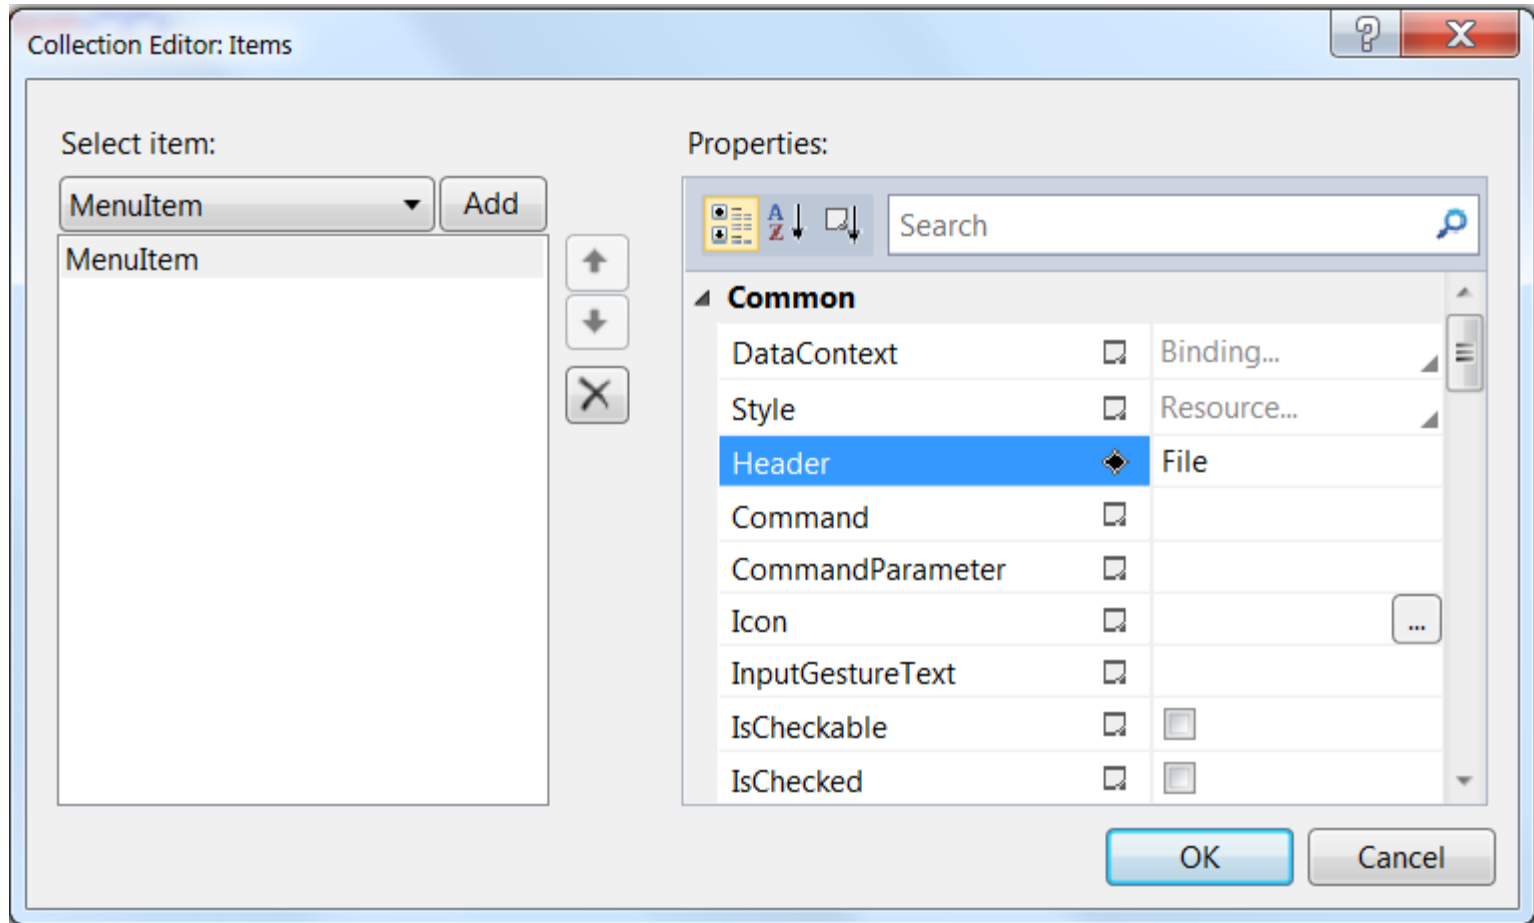 Collection Editor: Items
Select item:
MenuItem
Add
MenuItem
Properties:
Search
Common
DataContext Binding...
Style Resource...
Header File
Command
CommandParameter
Icon ...
InputGestureText
IsCheckable
IsChecked
OK
Cancel